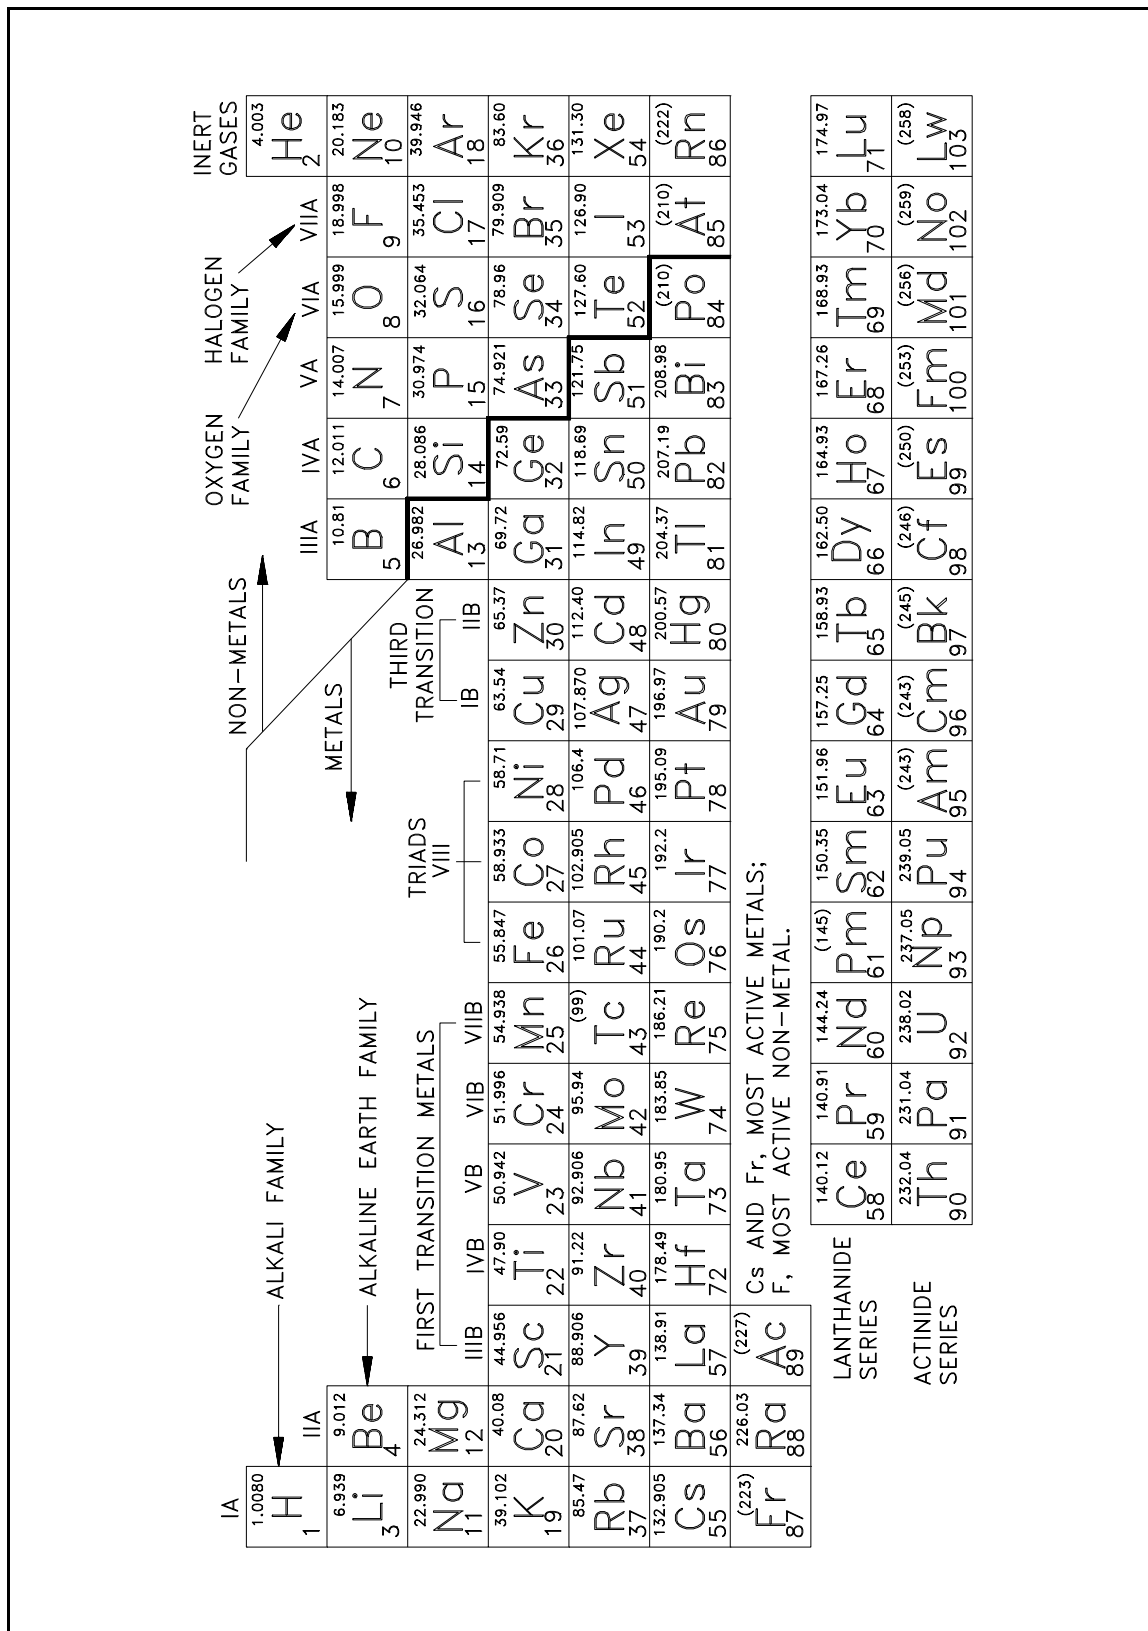 IA
IIA
IIIB
IVB
VB
VIB
VIIB
TRIADS
VIII
IB
IIB
IIIA
IVA
VA
VIA
VIIA
INERT
GASES
ALKALI FAMILY
ALKALINE EARTH FAMILY
FIRST TRANSITION METALS
THIRD
TRANSITION
METALS
NON-METALS
OXYGEN
FAMILY
HALOGEN
FAMILY
1.0080
H
1
4.003
He
2
6.939
Li
3
9.012
Be
4
10.81
B
5
12.011
C
6
14.007
N
7
15.999
O
8
18.998
F
9
20.183
Ne
10
22.990
Na
11
24.312
Mg
12
26.982
Al
13
28.086
Si
14
30.974
P
15
32.064
S
16
35.453
Cl
17
39.946
Ar
18
39.102
K
19
40.08
Ca
20
44.956
Sc
21
47.90
Ti
22
50.942
V
23
51.996
Cr
24
54.938
Mn
25
55.847
Fe
26
58.933
Co
27
58.71
Ni
28
63.54
Cu
29
65.37
Zn
30
69.72
Ga
31
72.59
Ge
32
74.921
As
33
78.96
Se
34
79.909
Br
35
83.60
Kr
36
85.47
Rb
37
87.62
Sr
38
88.906
Y
39
91.22
Zr
40
92.906
Nb
41
95.94
Mo
42
(99)
Tc
43
101.07
Ru
44
102.905
Rh
45
106.4
Pd
46
107.870
Ag
47
112.40
Cd
48
114.82
In
49
118.69
Sn
50
121.75
Sb
51
127.60
Te
52
126.90
I
53
131.30
Xe
54
132.905
Cs
55
137.34
Ba
56
138.91
La
57
178.49
Hf
72
180.95
Ta
73
183.85
W
74
186.21
Re
75
190.2
Os
76
192.2
Ir
77
195.09
Pt
78
196.97
Au
79
200.57
Hg
80
204.37
Tl
81
207.19
Pb
82
208.98
Bi
83
(210)
Po
84
(210)
At
85
(222)
Rn
86
(223)
Fr
87
226.03
Ra
88
(227)
Ac
89
Cs AND Fr, MOST ACTIVE METALS;
F, MOST ACTIVE NON-METAL.
LANTHANIDE
SERIES
140.12
Ce
58
140.91
Pr
59
144.24
Nd
60
(145)
Pm
61
150.35
Sm
62
151.96
Eu
63
157.25
Gd
64
158.93
Tb
65
162.50
Dy
66
164.93
Ho
67
167.26
Er
68
168.93
Tm
69
173.04
Yb
70
174.97
Lu
71
ACTINIDE
SERIES
232.04
Th
90
231.04
Pa
91
238.02
U
92
237.05
Np
93
239.05
Pu
94
(243)
Am
95
(243)
Cm
96
(245)
Bk
97
(246)
Cf
98
(250)
Es
99
(253)
Fm
100
(256)
Md
101
(259)
No
102
(258)
Lw
103